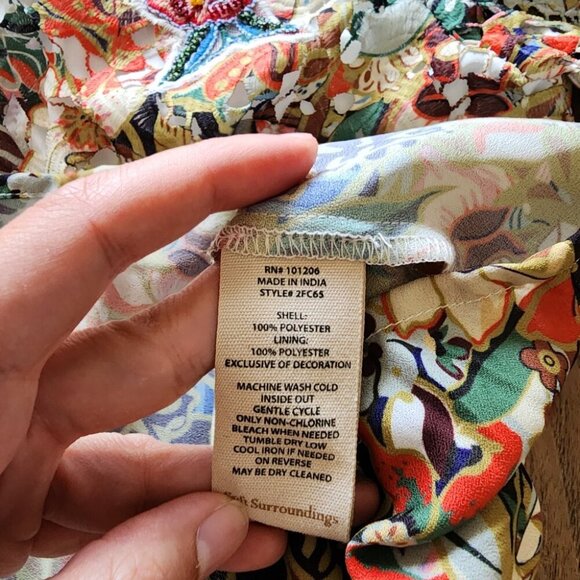 RN# 101206
MADE IN INDIA
STYLE# 2FC65
SHELL:
100% POLYESTER
LINING:
100% POLYESTER
EXCLUSIVE OF DECORATION
MACHINE WASH COLD
INSIDE OUT
GENTLE CYCLE
ONLY NON-CHLORINE
BLEACH WHEN NEEDED
TUMBLE DRY LOW
COOL IRON IF NEEDED
ON REVERSE
MAY BE DRY CLEANED
Soft Surroundings